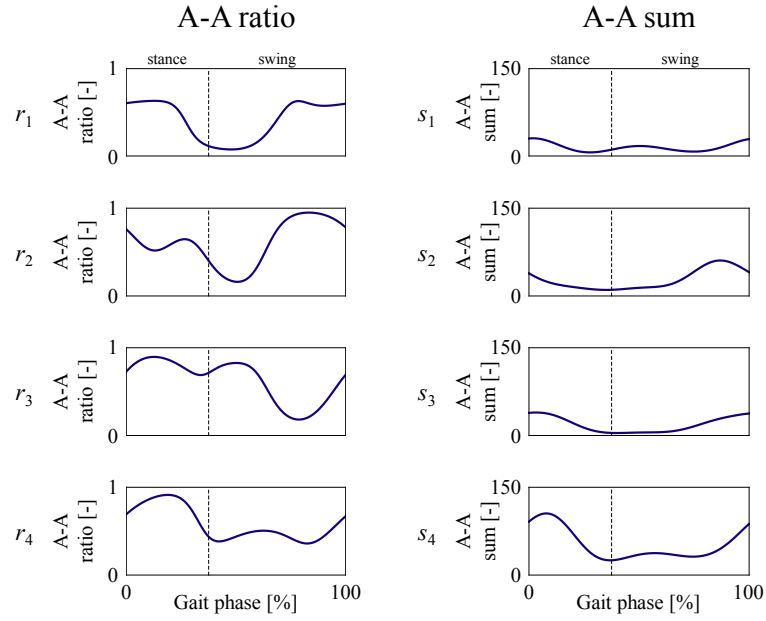 A-A ratio
A-A sum
stance
swing
stance
swing
r1
A-A
ratio [-]
1
0
s1
A-A
sum [-]
150
0
r2
A-A
ratio [-]
1
0
s2
A-A
sum [-]
150
0
r3
A-A
ratio [-]
1
0
s3
A-A
sum [-]
150
0
r4
A-A
ratio [-]
1
0
s4
A-A
sum [-]
150
0
0
Gait phase [%]
100
0
Gait phase [%]
100